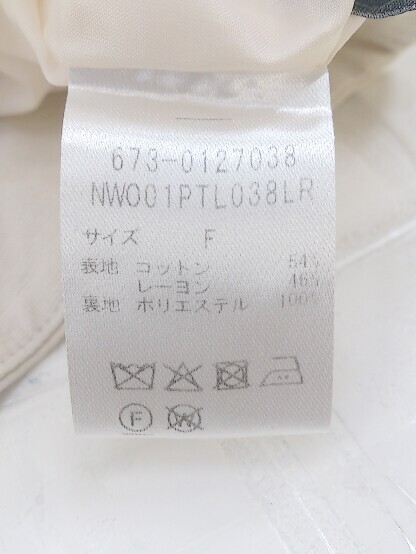 673-0127038
NW001PTL038LR
サイズ F
表地 コットン 54%
レーヨン 46%
裏地 ポリエステル 100%
F
W